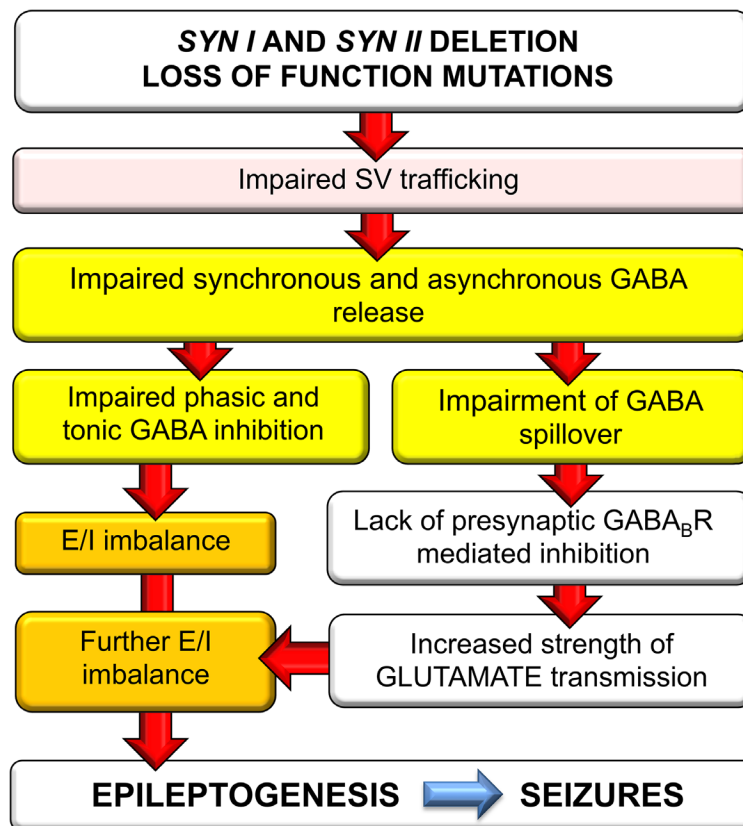 SYN I AND SYN II DELETION
LOSS OF FUNCTION MUTATIONS
Impaired SV trafficking
Impaired synchronous and asynchronous GABA
release
Impaired phasic and
tonic GABA inhibition
Impairment of GABA
spillover
E/I imbalance
Lack of presynaptic GABA_BR
mediated inhibition
Further E/I
imbalance
Increased strength of
GLUTAMATE transmission
EPILEPTOGENESIS
SEIZURES